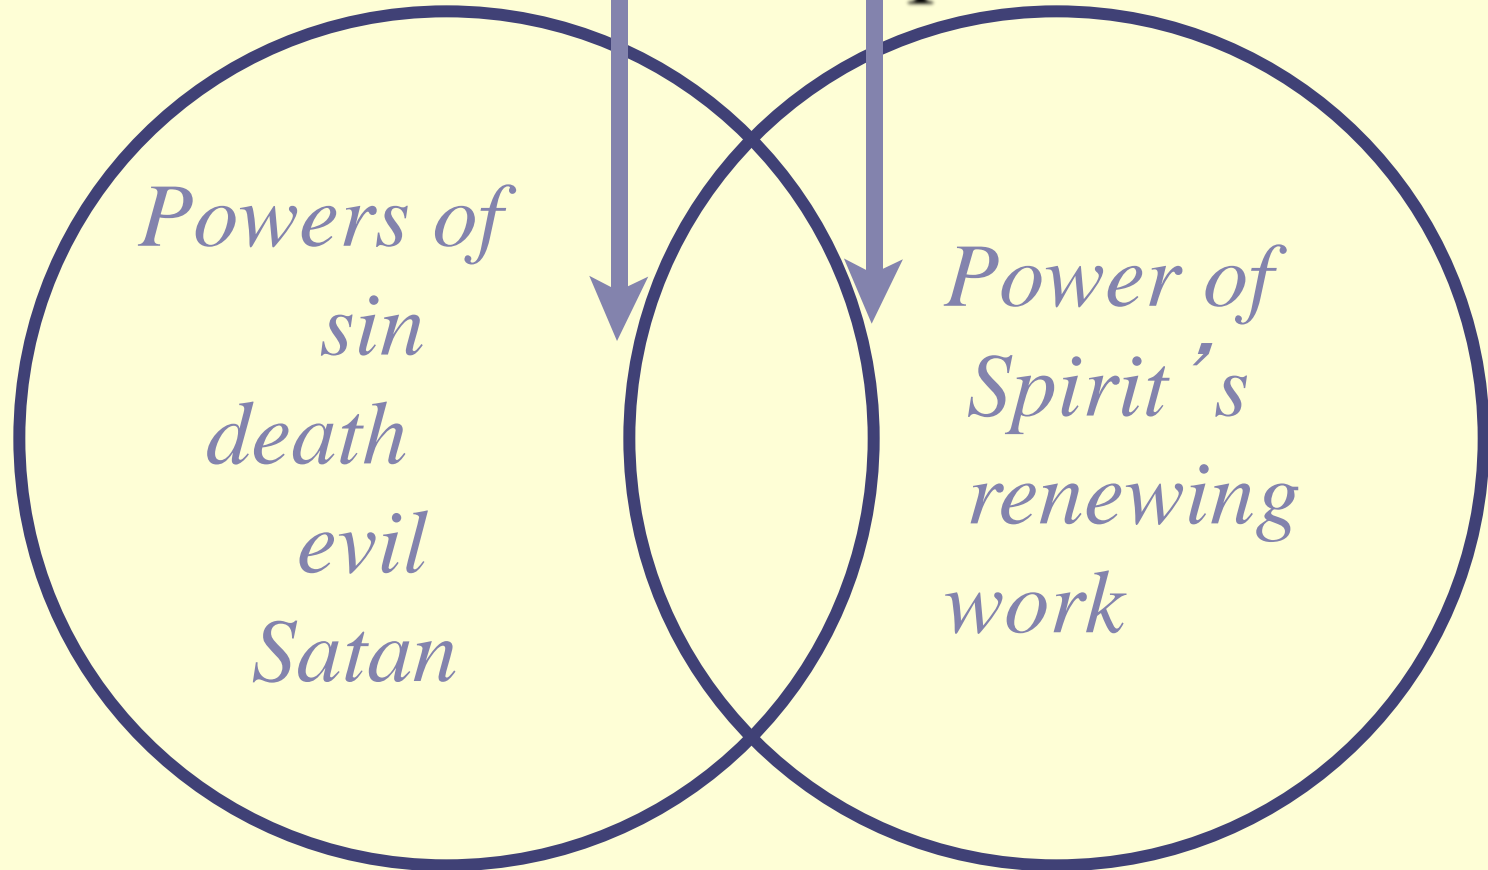 Powers of
sin
death
evil
Satan
Power of
Spirit’s
renewing
work